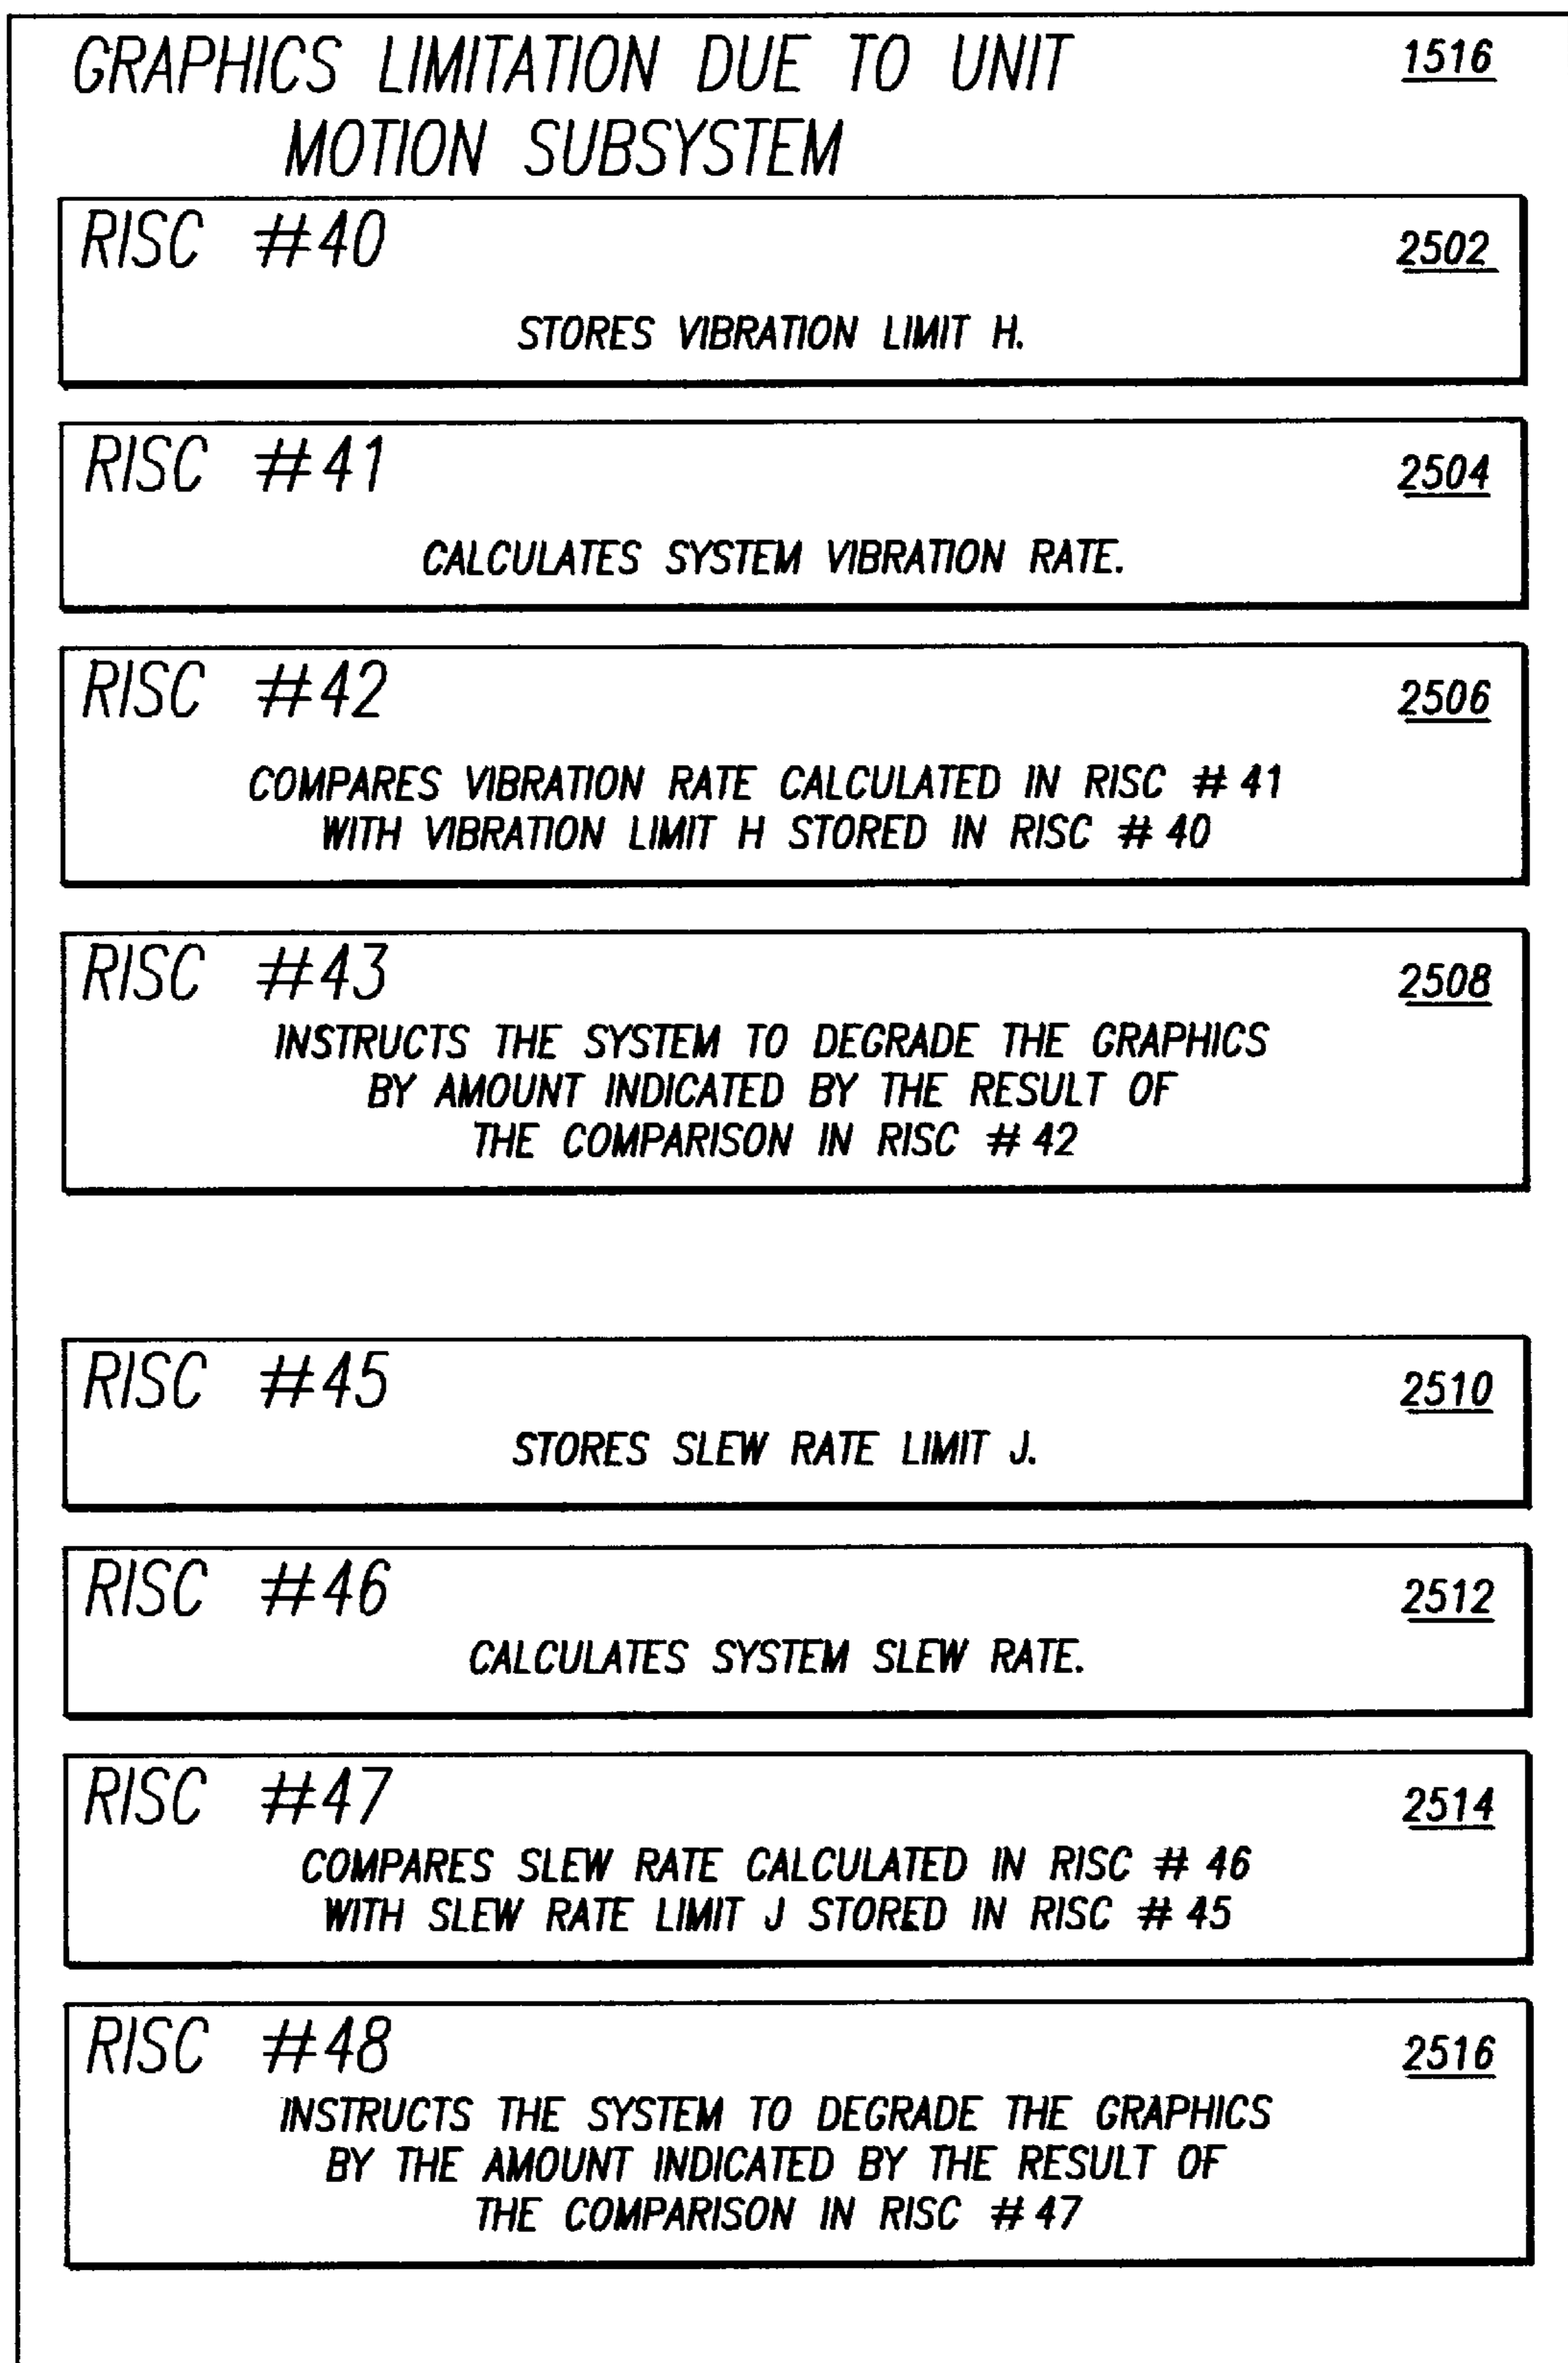 GRAPHICS LIMITATION DUE TO UNIT 1516
MOTION SUBSYSTEM
RISC #40 2502
STORES VIBRATION LIMIT H.
RISC #41 2504
CALCULATES SYSTEM VIBRATION RATE.
RISC #42 2506
COMPARES VIBRATION RATE CALCULATED IN RISC # 41
WITH VIBRATION LIMIT H STORED IN RISC # 40
RISC #43 2508
INSTRUCTS THE SYSTEM TO DEGRADE THE GRAPHICS
BY AMOUNT INDICATED BY THE RESULT OF
THE COMPARISON IN RISC # 42
RISC #45 2510
STORES SLEW RATE LIMIT J.
RISC #46 2512
CALCULATES SYSTEM SLEW RATE.
RISC #47 2514
COMPARES SLEW RATE CALCULATED IN RISC # 46
WITH SLEW RATE LIMIT J STORED IN RISC # 45
RISC #48 2516
INSTRUCTS THE SYSTEM TO DEGRADE THE GRAPHICS
BY THE AMOUNT INDICATED BY THE RESULT OF
THE COMPARISON IN RISC # 47